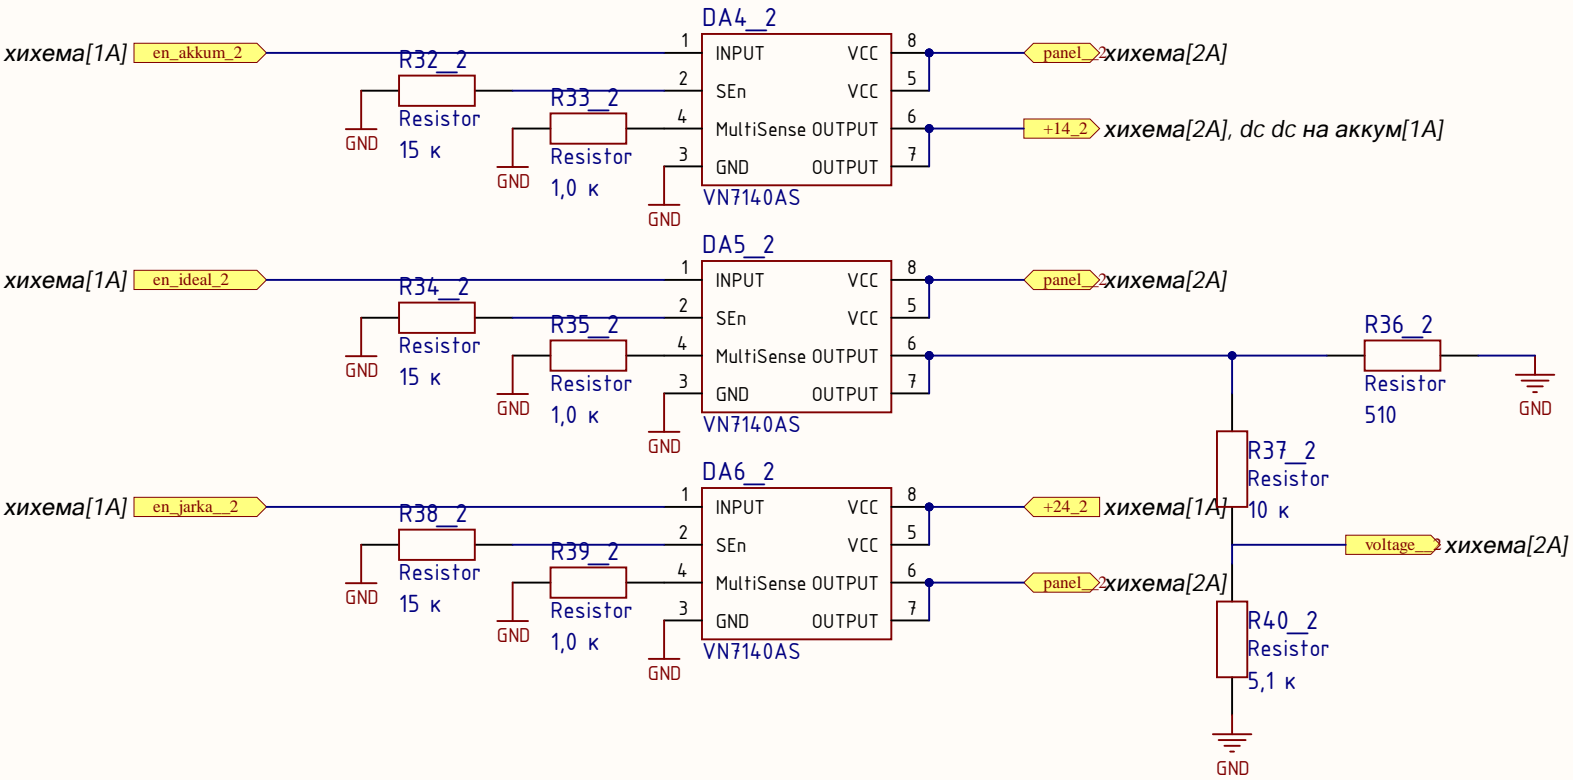 DA4_2
хихема[1A] en_akkum_2
1 INPUT VCC 8
panel__2 хихема[2A]
R32_2
Resistor
15 к
GND
2 SEn VCC 5
R33_2
Resistor
1,0 к
GND
4 MultiSense OUTPUT 6
+14_2 хихема[2A], dc dc на аккум[1A]
3 GND OUTPUT 7
GND
VN7140AS
DA5_2
хихема[1A] en_ideal_2
1 INPUT VCC 8
panel__2 хихема[2A]
R34_2
Resistor
15 к
GND
2 SEn VCC 5
R35_2
Resistor
1,0 к
GND
4 MultiSense OUTPUT 6
3 GND OUTPUT 7
GND
VN7140AS
R36_2
Resistor
510
GND
R37_2
Resistor
10 к
DA6_2
хихема[1A] en_jarka__2
1 INPUT VCC 8
+24_2 хихема[1A]
R38_2
Resistor
15 к
GND
2 SEn VCC 5
voltage__2 хихема[2A]
R39_2
Resistor
1,0 к
GND
4 MultiSense OUTPUT 6
panel__2 хихема[2A]
3 GND OUTPUT 7
GND
VN7140AS
R40_2
Resistor
5,1 к
GND